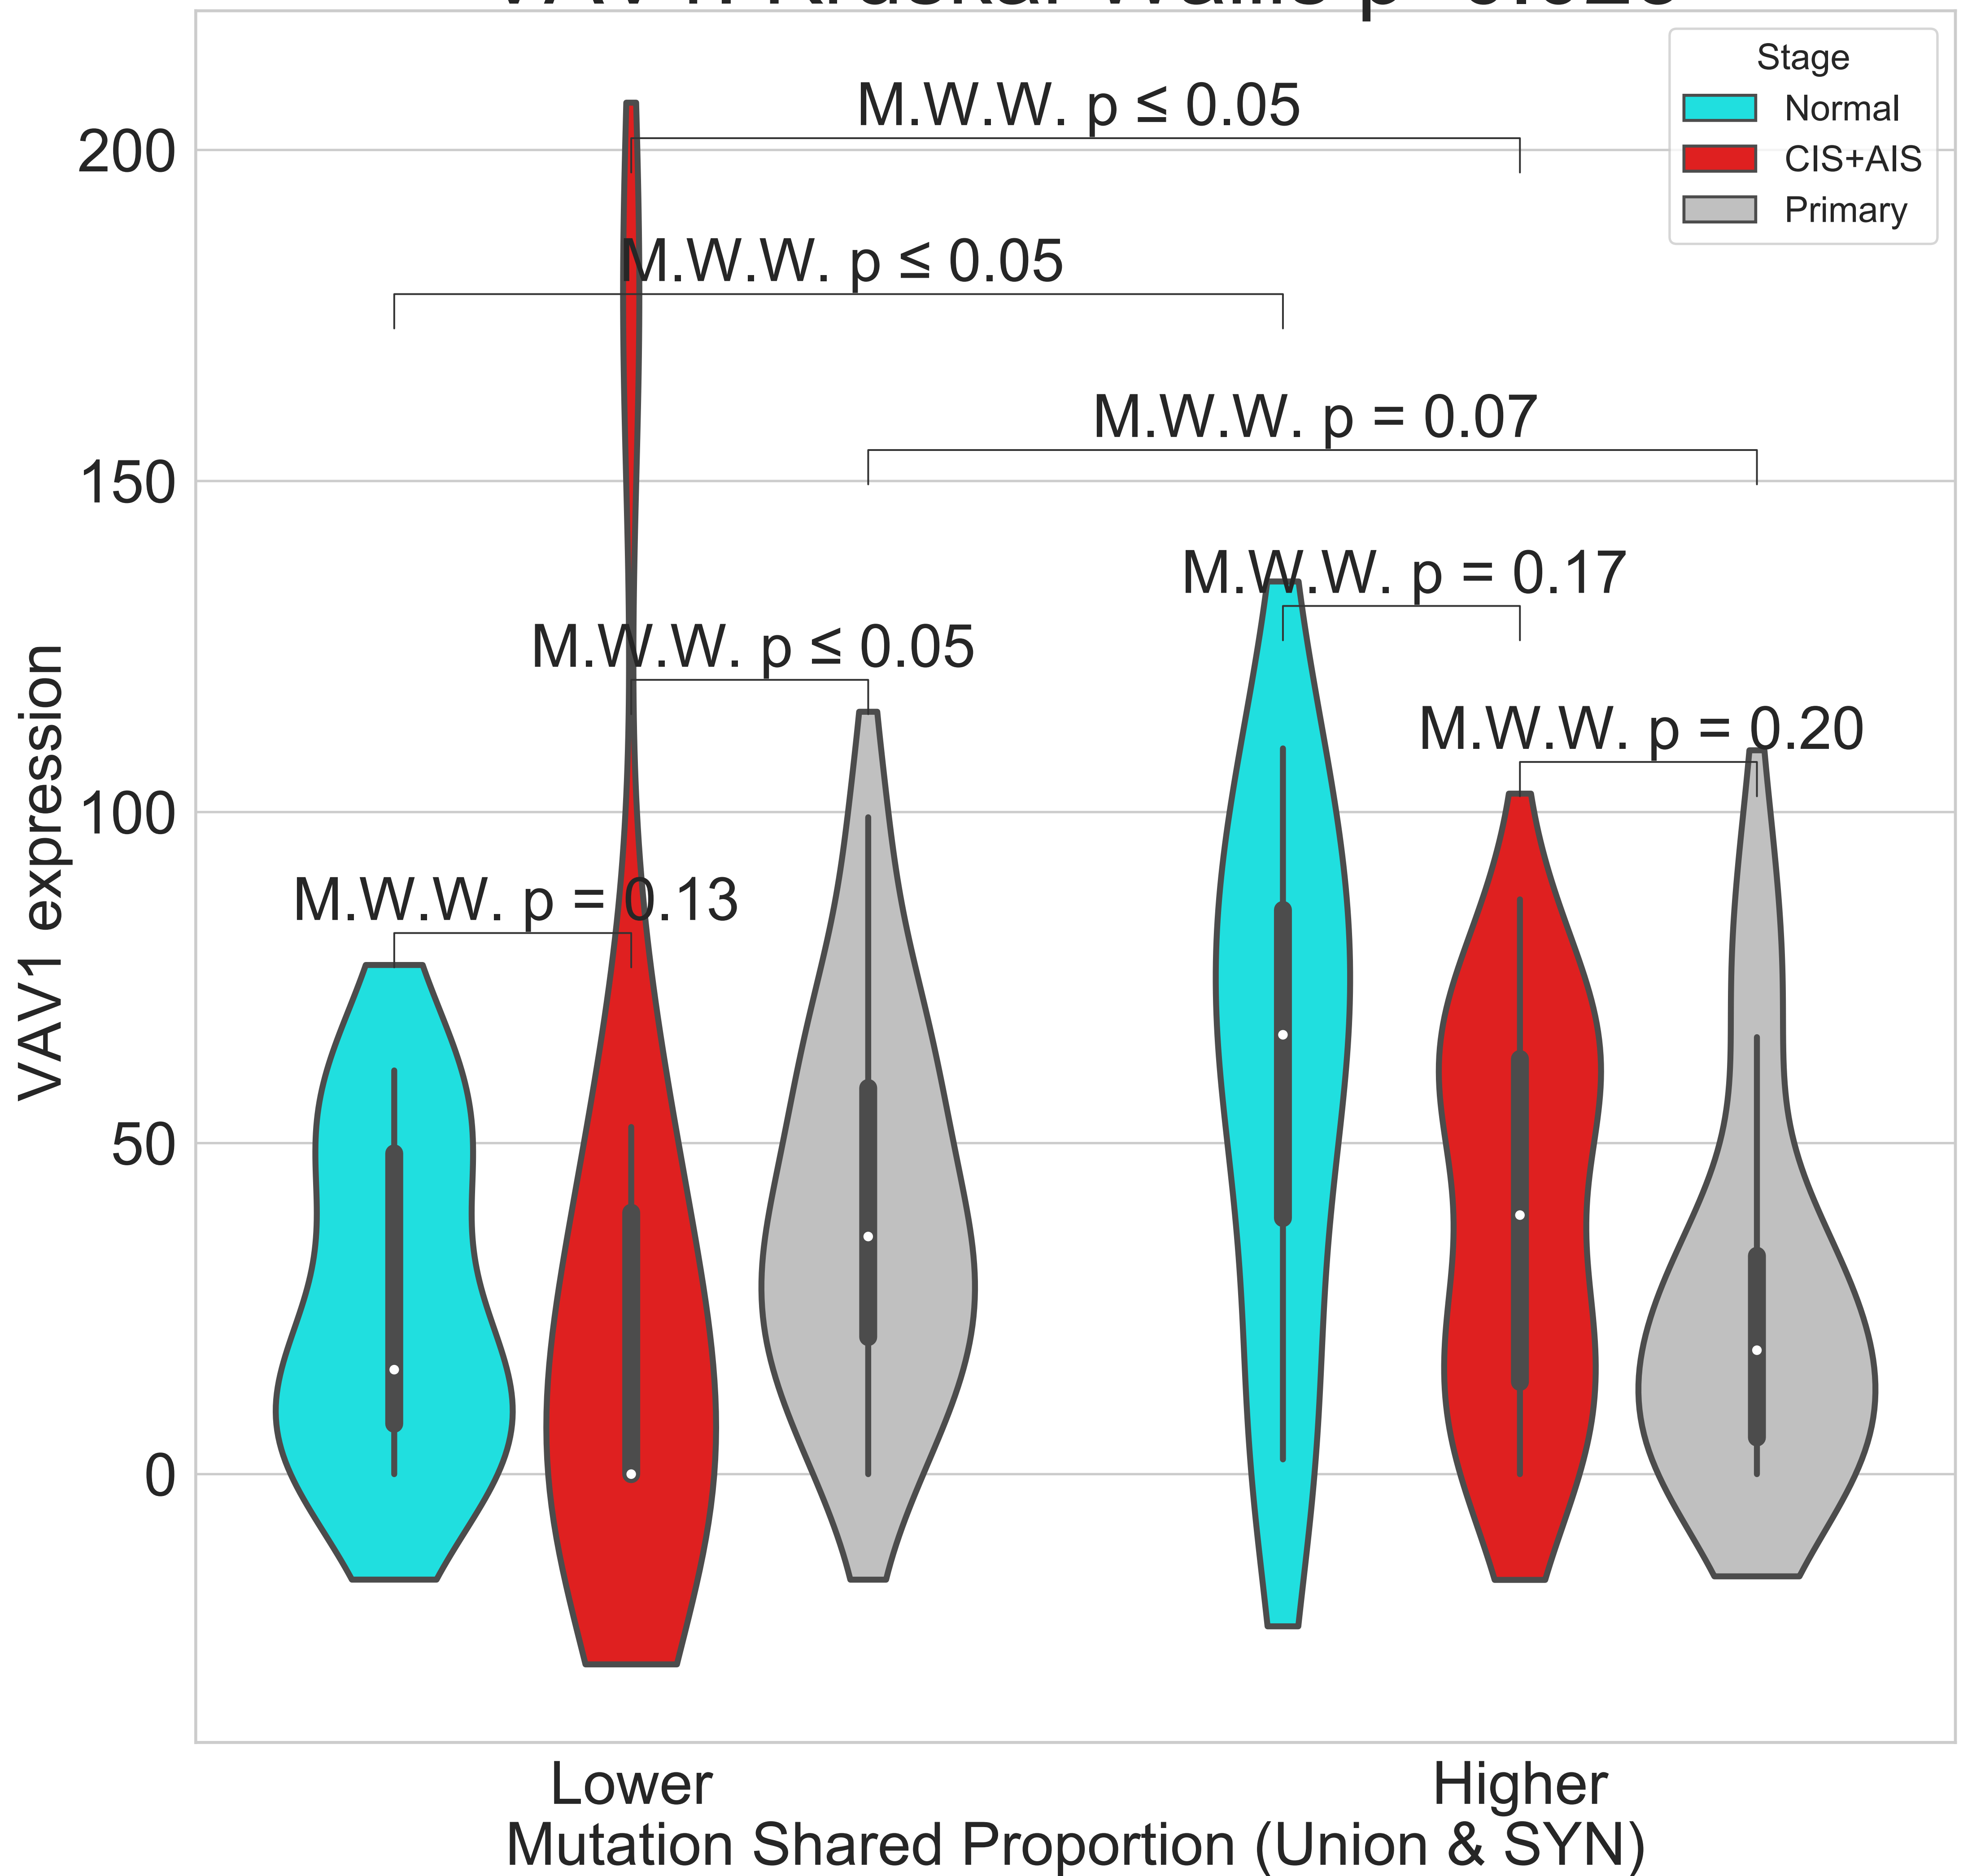 Stage
Normal
CIS+AIS
Primary
M.W.W. p ≤ 0.05
M.W.W. p ≤ 0.05
M.W.W. p = 0.07
M.W.W. p = 0.17
M.W.W. p ≤ 0.05
M.W.W. p = 0.20
M.W.W. p = 0.13
200
150
100
50
0
VAV1 expression
Lower
Higher
Mutation Shared Proportion (Union & SYN)